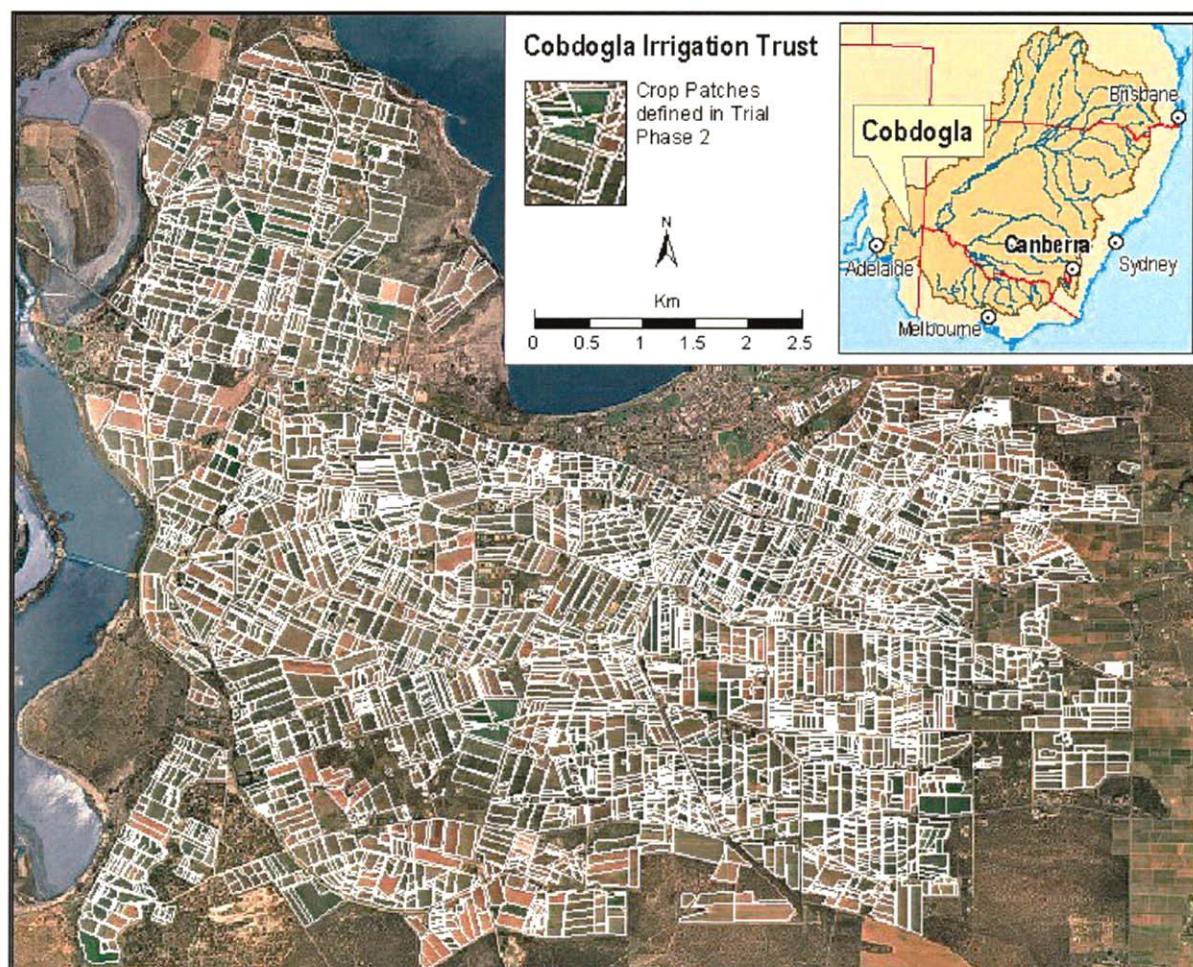 Cobdogla Irrigation Trust
Crop Patches
defined in Trial
Phase 2
N
Km
0 0.5 1 1.5 2 2.5
Brisbane
Cobdogla
Canberra
Adelaide
Sydney
Melbourne